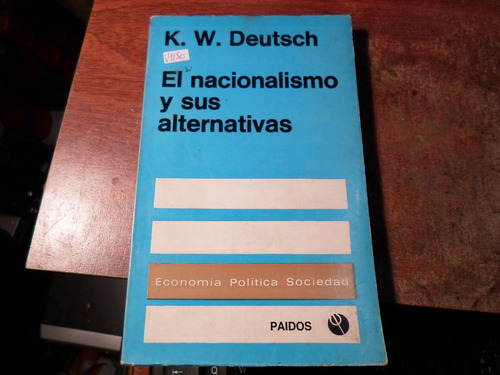 K. W. Deutsch
El nacionalismo
y sus
alternativas
Economía Política Sociedad
PAIDOS